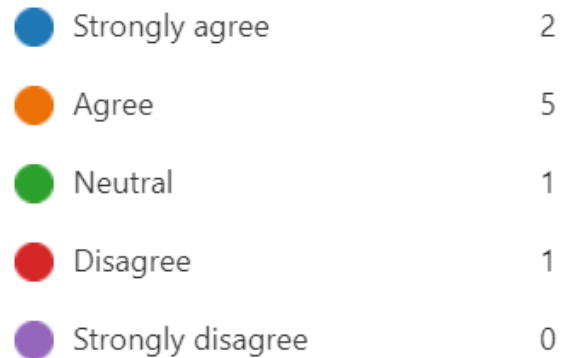 Strongly agree 2
Agree 5
Neutral 1
Disagree 1
Strongly disagree 0